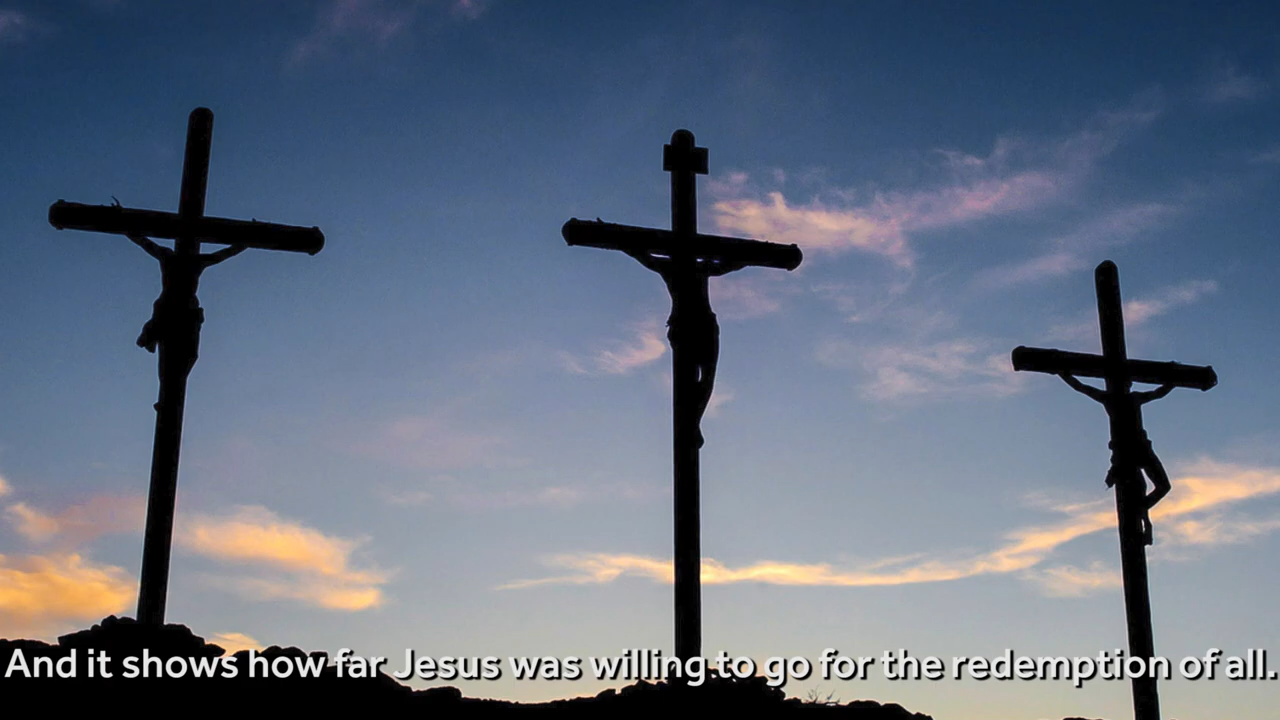 And it shows how far Jesus was willing to go for the redemption of all.